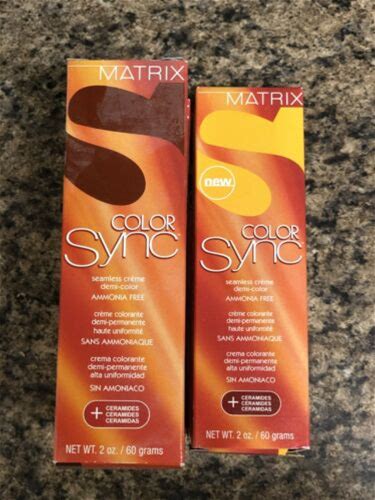 MATRIX
COLOR
Sync
seamless crème
demi-color
AMMONIA FREE
crème colorante
demi-permanente
haute uniformité
SANS AMMONIAQUE
crema colorante
demi-permanente
alta uniformidad
SIN AMONIACO
+ CERAMIDES
CERAMIDES
CERAMIDAS
NET WT. 2 oz. / 60 grams
MATRIX
new
COLOR
Sync
seamless crème
demi-color
AMMONIA FREE
crème colorante
demi-permanente
haute uniformité
SANS AMMONIAQUE
crema colorante
demi-permanente
alta uniformidad
SIN AMONIACO
+ CERAMIDES
CERAMIDES
CERAMIDAS
NET WT. 2 oz. / 60 grams